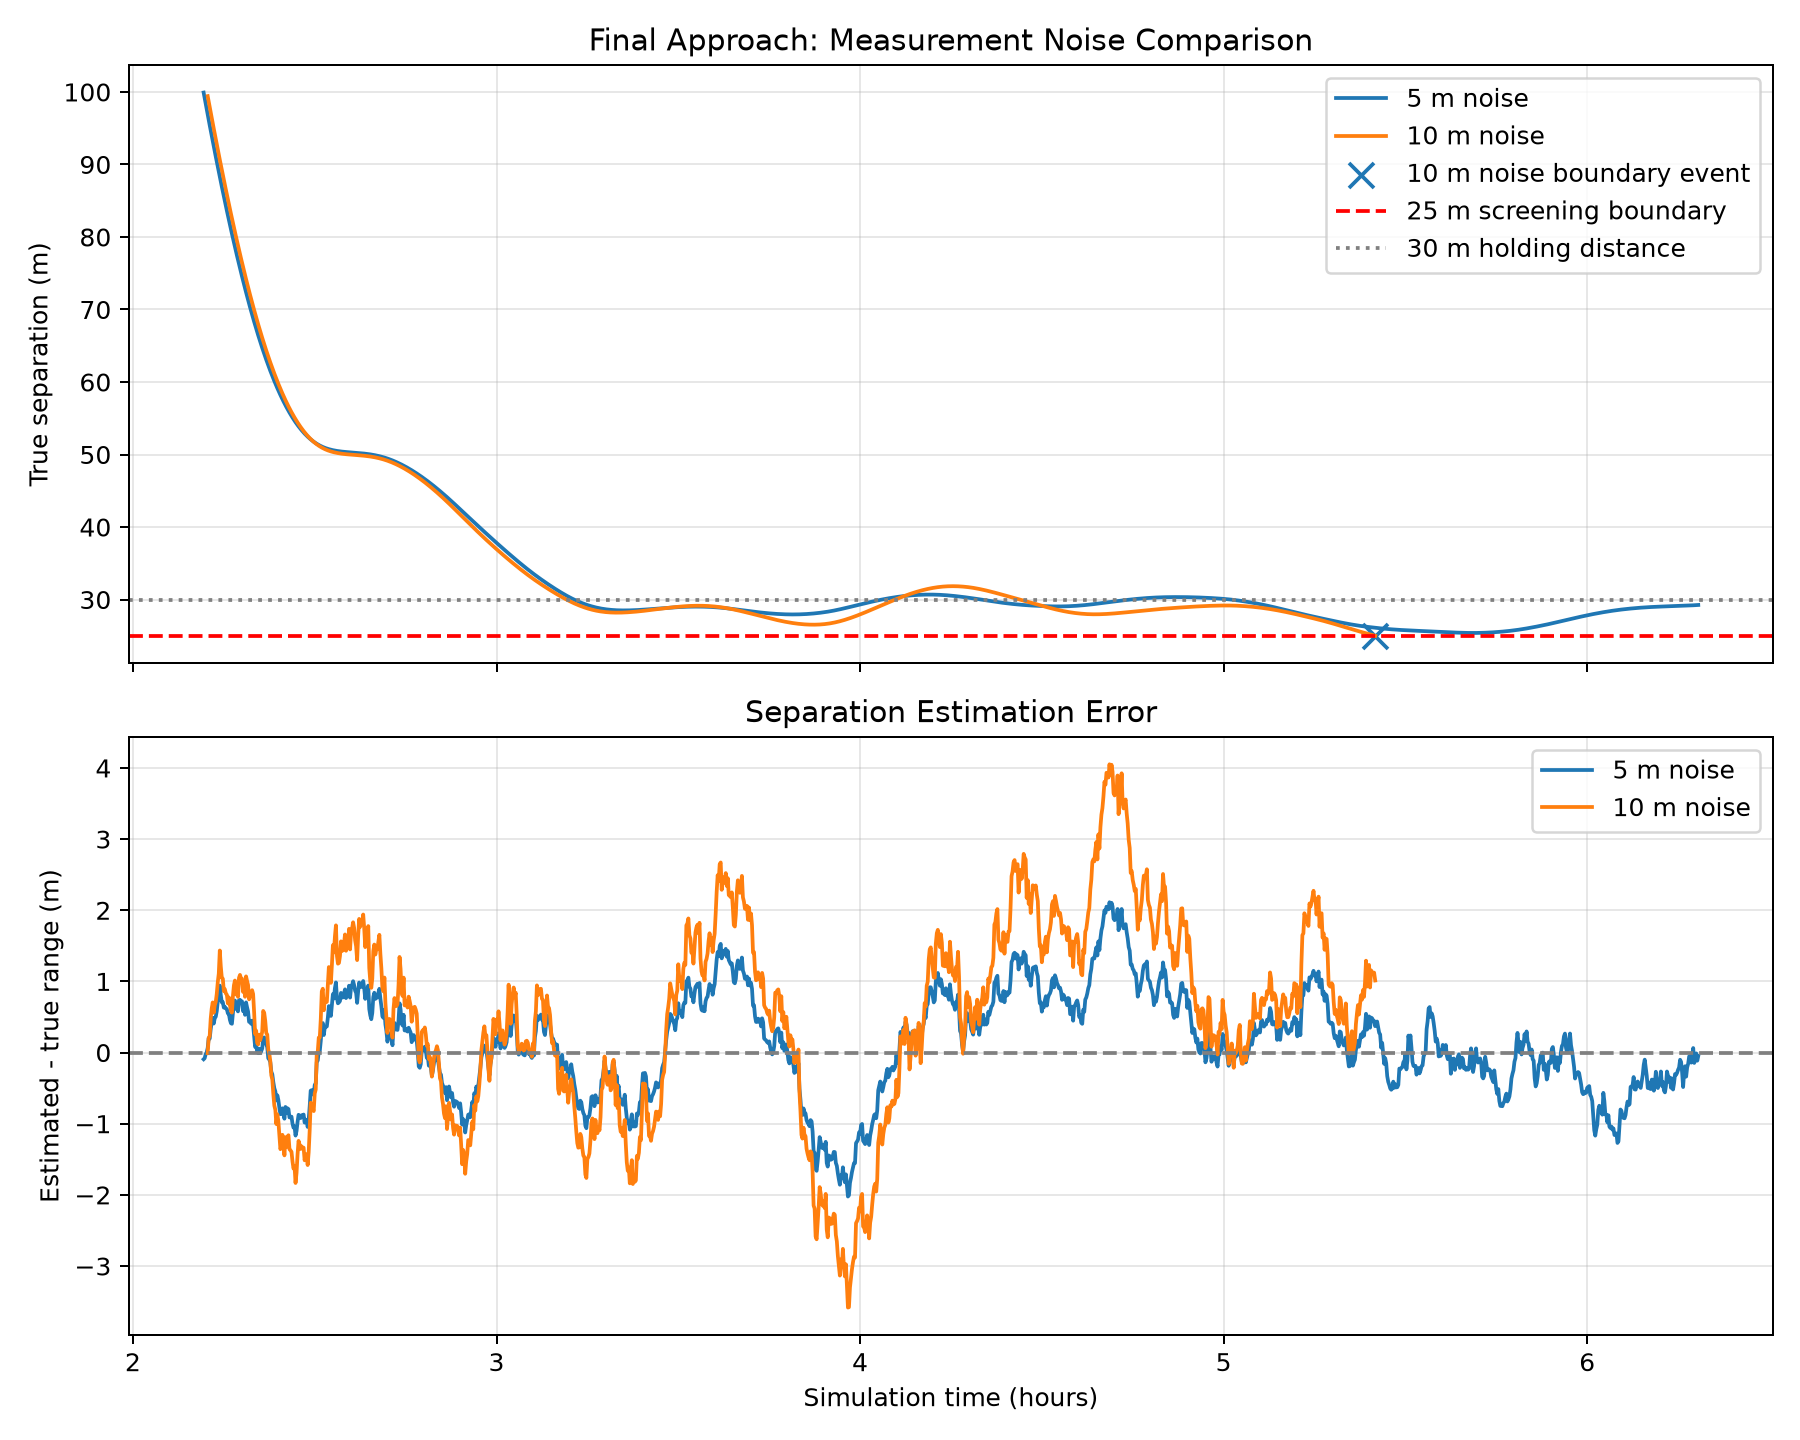 Final Approach: Measurement Noise Comparison
True separation (m)
100
90
80
70
60
50
40
30
5 m noise
10 m noise
10 m noise boundary event
25 m screening boundary
30 m holding distance
Separation Estimation Error
Estimated - true range (m)
4
3
2
1
0
−1
−2
−3
5 m noise
10 m noise
2
3
4
5
6
Simulation time (hours)